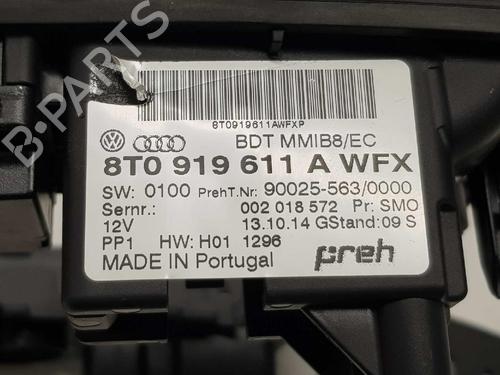 B-PARTS
8T0919611AWFXP
BDT MMIB8/EC
8T0 919 611 A WFX
SW: 0100 PrehT.Nr: 90025-563/0000
Sernr.: 002 018 572 Pr: SMO
12V 13.10.14 GStand: 09 S
PP1 HW: H01 1296
MADE IN Portugal preh